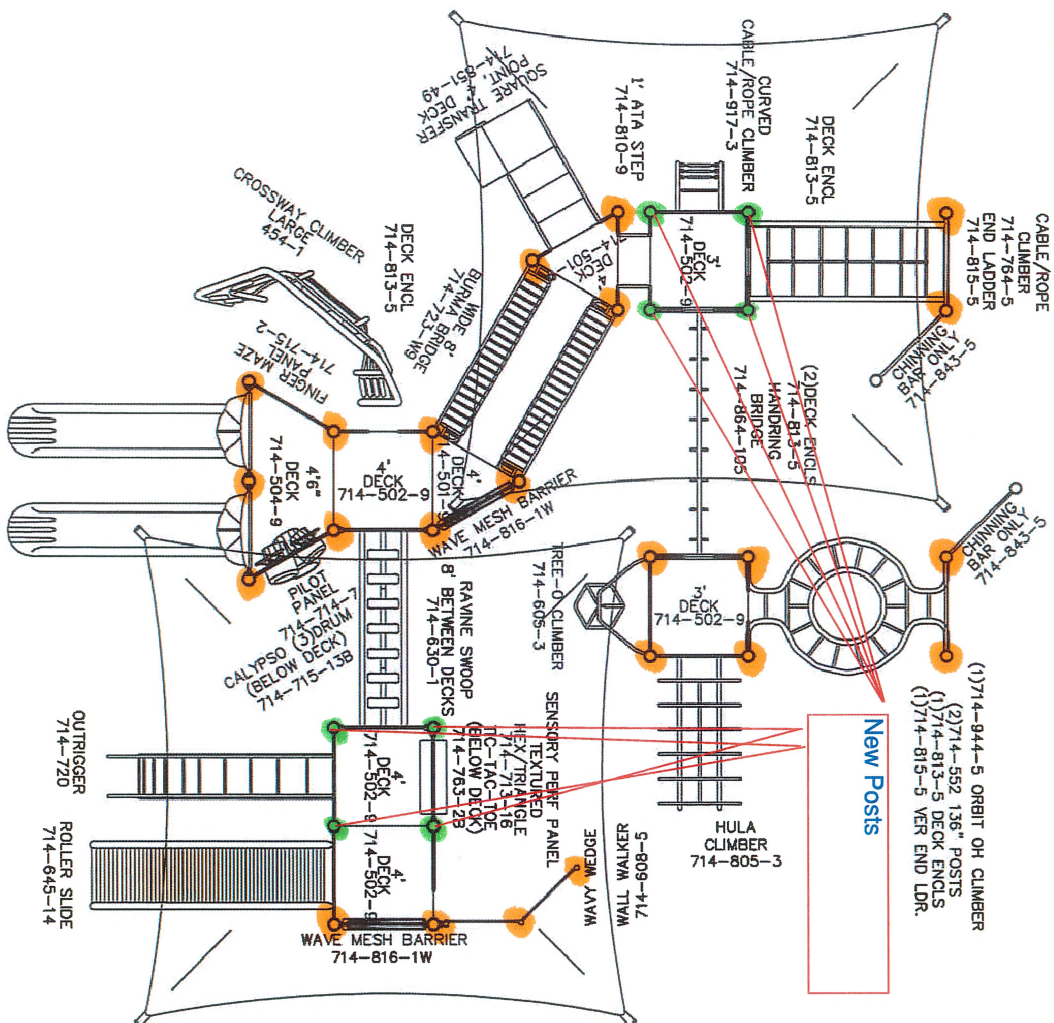 SQUARE TRANSFER
POINT, 4' DECK
714-851-49
1' ATA STEP
714-810-9
CURVED
CABLE/ROPE CLIMBER
714-917-3
DECK ENCL
714-813-5
CABLE/ROPE
CLIMBER
714-764-5
END LADDER
714-815-5
CHINNING
BAR ONLY
714-843-5
3'
DECK
714-502-9
4'
DECK
714-501-
CROSSWAY CLIMBER
LARGE
454-1
DECK ENCL
714-813-5
WIDE 8'
BURMA BRIDGE
714-723-W9
(2)DECK ENCLS
714-813-5
HANDRING
BRIDGE
714-864-105
FINGER MAZE
PANEL
714-715-2
4'6"
DECK
714-504-9
4'
DECK
714-502-9
4'
DECK
14-501-9
WAVE MESH BARRIER
714-816-1W
CHINNING
BAR ONLY
714-843-5
TREE-O CLIMBER
714-605-3
3'
DECK
714-502-9
PILOT
PANEL
714-714-7
CALYPSO (3)DRUM
(BELOW DECK)
714-715-13B
RAVINE SWOOP
8' BETWEEN DECKS
714-630-1
(1)714-944-5 ORBIT OH CLIMBER
(2)714-552 136" POSTS
(1)714-813-5 DECK ENCLS
(1)714-815-5 VER END LDR.
New Posts
SENSORY PERF PANEL
TEXTURED
HEX/TRIANGLE
714-773-16
TIC-TAC-TOE
(BELOW DECK)
714-763-2B
HULA
CLIMBER
714-805-3
OUTRIGGER
714-720
4'
DECK
714-502-9
ROLLER SLIDE
714-645-14
4'
DECK
714-502-9
WAVY WEDGE
WALL WALKER
714-608-5
WAVE MESH BARRIER
714-816-1W